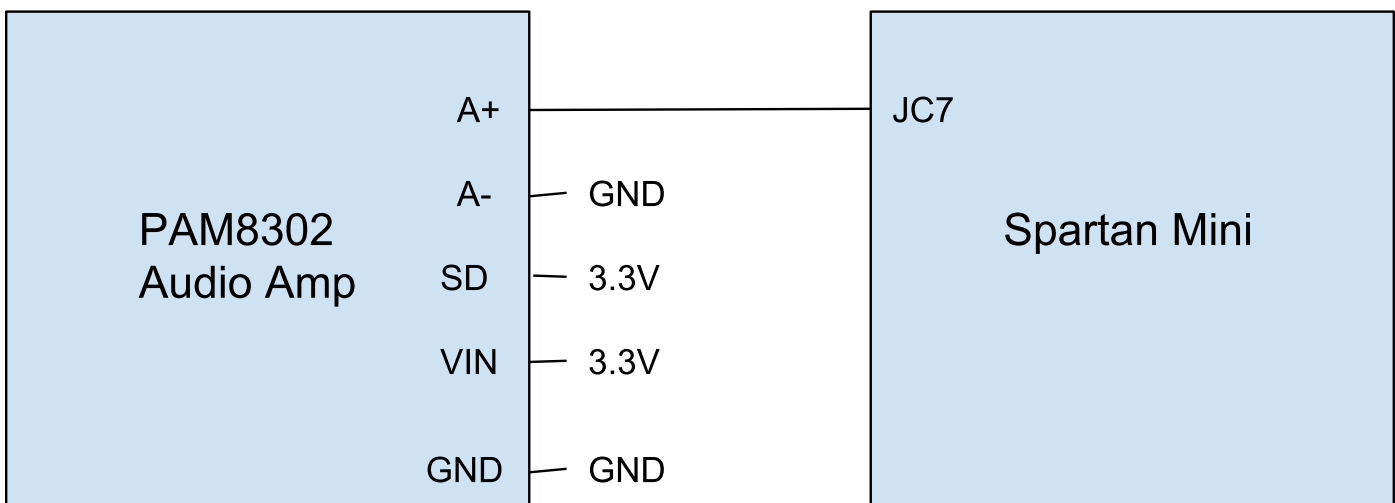 A+
JC7
A-
GND
PAM8302
Audio Amp
Spartan Mini
SD
3.3V
VIN
3.3V
GND
GND